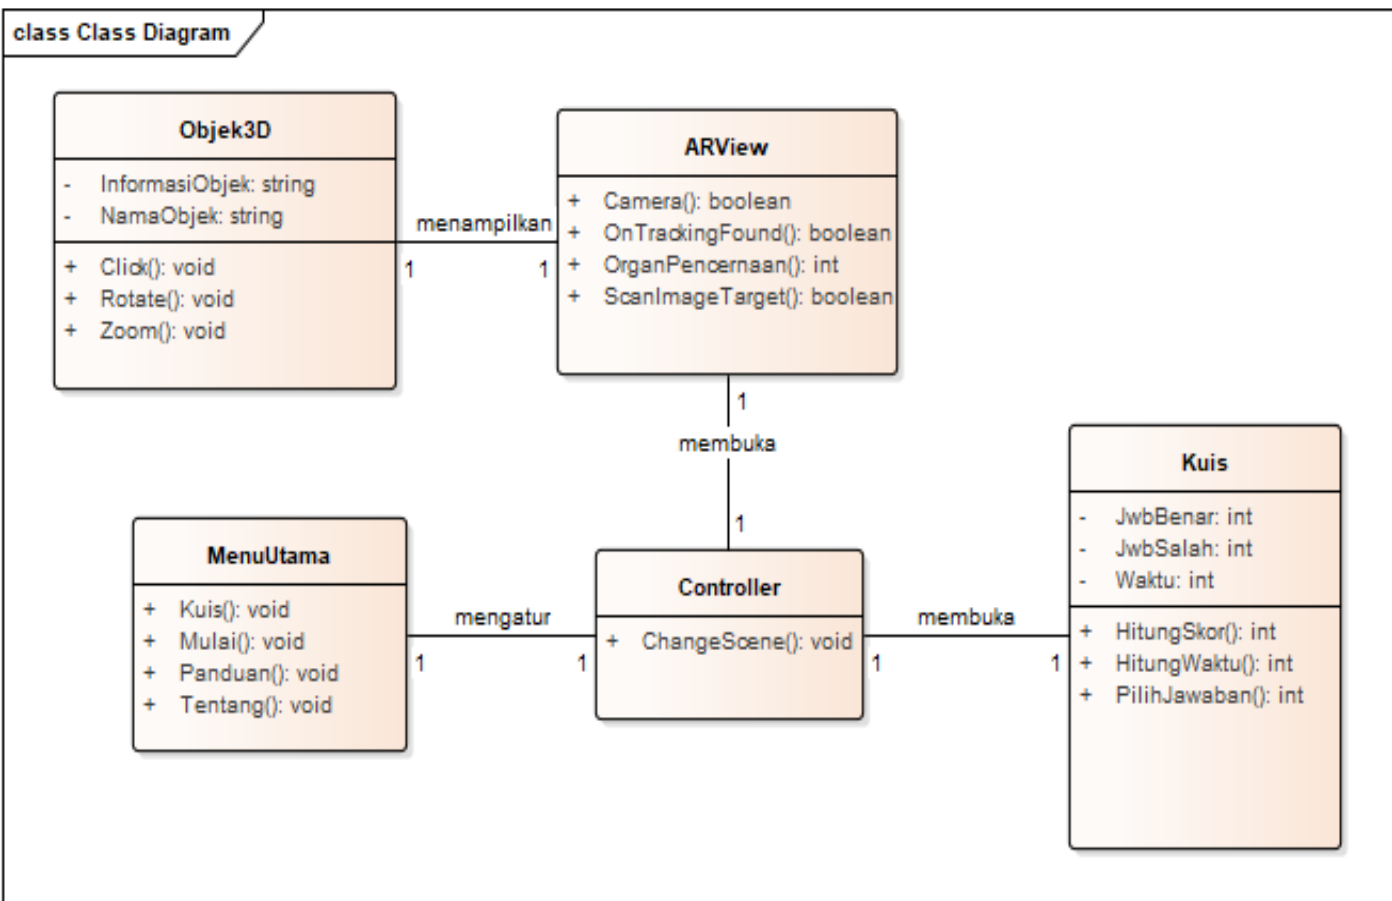 class Class Diagram
Objek3D
- InformasiObjek: string
- NamaObjek: string
+ Click(): void
+ Rotate(): void
+ Zoom(): void
menampilkan
1
1
ARView
+ Camera(): boolean
+ OnTrackingFound(): boolean
+ OrganPencernaan(): int
+ ScanImageTarget(): boolean
1
membuka
1
MenuUtama
+ Kuis(): void
+ Mulai(): void
+ Panduan(): void
+ Tentang(): void
mengatur
1
1
Controller
+ ChangeScene(): void
membuka
1
1
Kuis
- JwbBenar: int
- JwbSalah: int
- Waktu: int
+ HitungSkor(): int
+ HitungWaktu(): int
+ PilihJawaban(): int